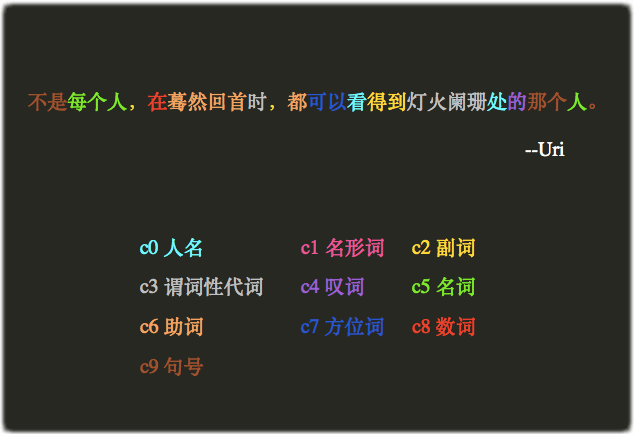 不是每个人，在蓦然回首时，都可以看得到灯火阑珊处的那个人。
--Uri
c0 人名 c1 名形词 c2 副词
c3 谓词性代词 c4 叹词 c5 名词
c6 助词 c7 方位词 c8 数词
c9 句号